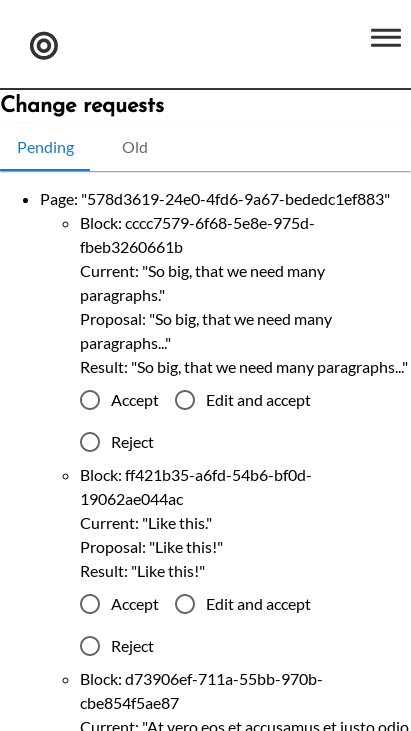 Change requests
Pending Old
Page: "578d3619-24e0-4fd6-9a67-bededc1ef883"
Block: cccc7579-6f68-5e8e-975d-
fbeb3260661b
Current: "So big, that we need many
paragraphs."
Proposal: "So big, that we need many
paragraphs..."
Result: "So big, that we need many paragraphs..."
Accept Edit and accept
Reject
Block: ff421b35-a6fd-54b6-bf0d-
19062ae044ac
Current: "Like this."
Proposal: "Like this!"
Result: "Like this!"
Accept Edit and accept
Reject
Block: d73906ef-711a-55bb-970b-
cbe854f5ae87
Current: "At vero eos et accusamus et iusto odio